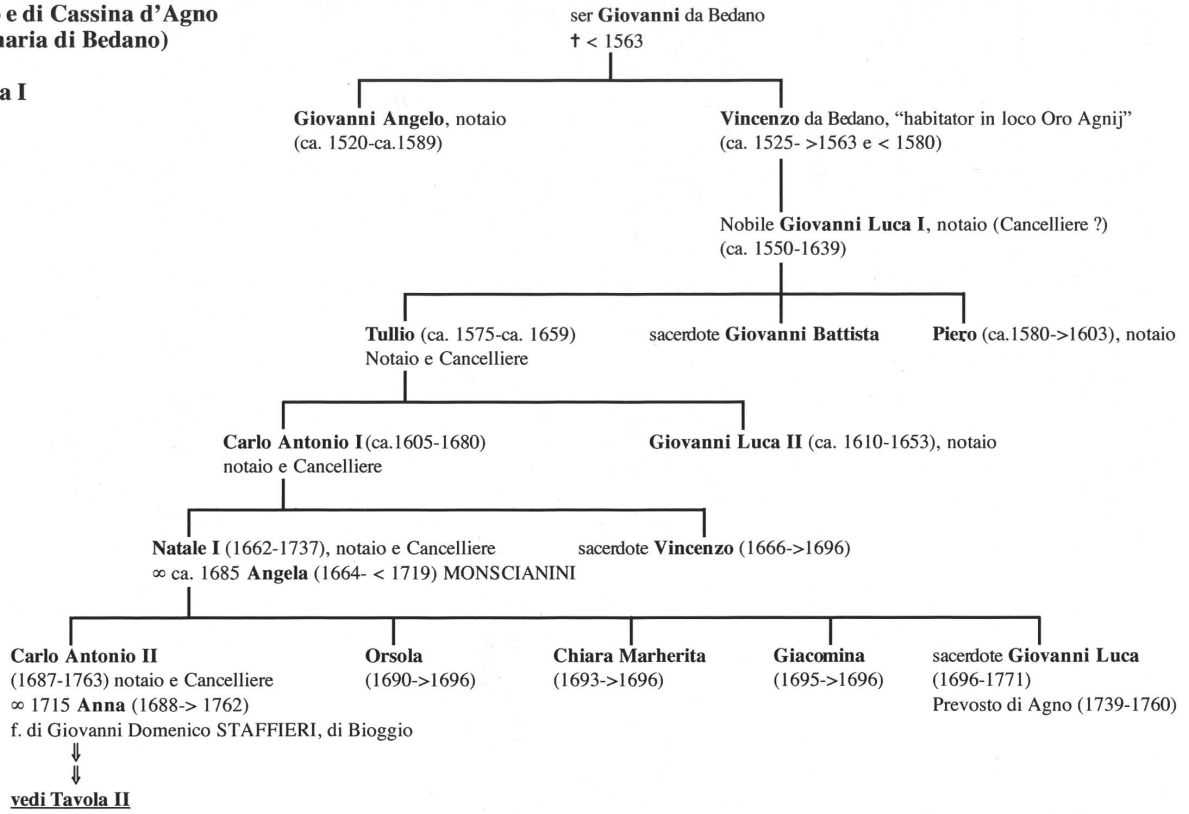 e di Cassina d’Agno
naria di Bedano)
a I
ser Giovanni da Bedano
† < 1563
Giovanni Angelo, notaio
(ca. 1520-ca.1589)
Vincenzo da Bedano, “habitator in loco Oro Agnij”
(ca. 1525- >1563 e < 1580)
Nobile Giovanni Luca I, notaio (Cancelliere ?)
(ca. 1550-1639)
Tullio (ca. 1575-ca. 1659)
Notaio e Cancelliere
sacerdote Giovanni Battista
Piero (ca.1580->1603), notaio
Carlo Antonio I (ca.1605-1680)
notaio e Cancelliere
Giovanni Luca II (ca. 1610-1653), notaio
Natale I (1662-1737), notaio e Cancelliere
∞ ca. 1685 Angela (1664- < 1719) MONSCIANINI
sacerdote Vincenzo (1666->1696)
Carlo Antonio II
(1687-1763) notaio e Cancelliere
∞ 1715 Anna (1688-> 1762)
f. di Giovanni Domenico STAFFIERI, di Bioggio
⇓
⇓
vedi Tavola II
Orsola
(1690->1696)
Chiara Marherita
(1693->1696)
Giacomina
(1695->1696)
sacerdote Giovanni Luca
(1696-1771)
Prevosto di Agno (1739-1760)